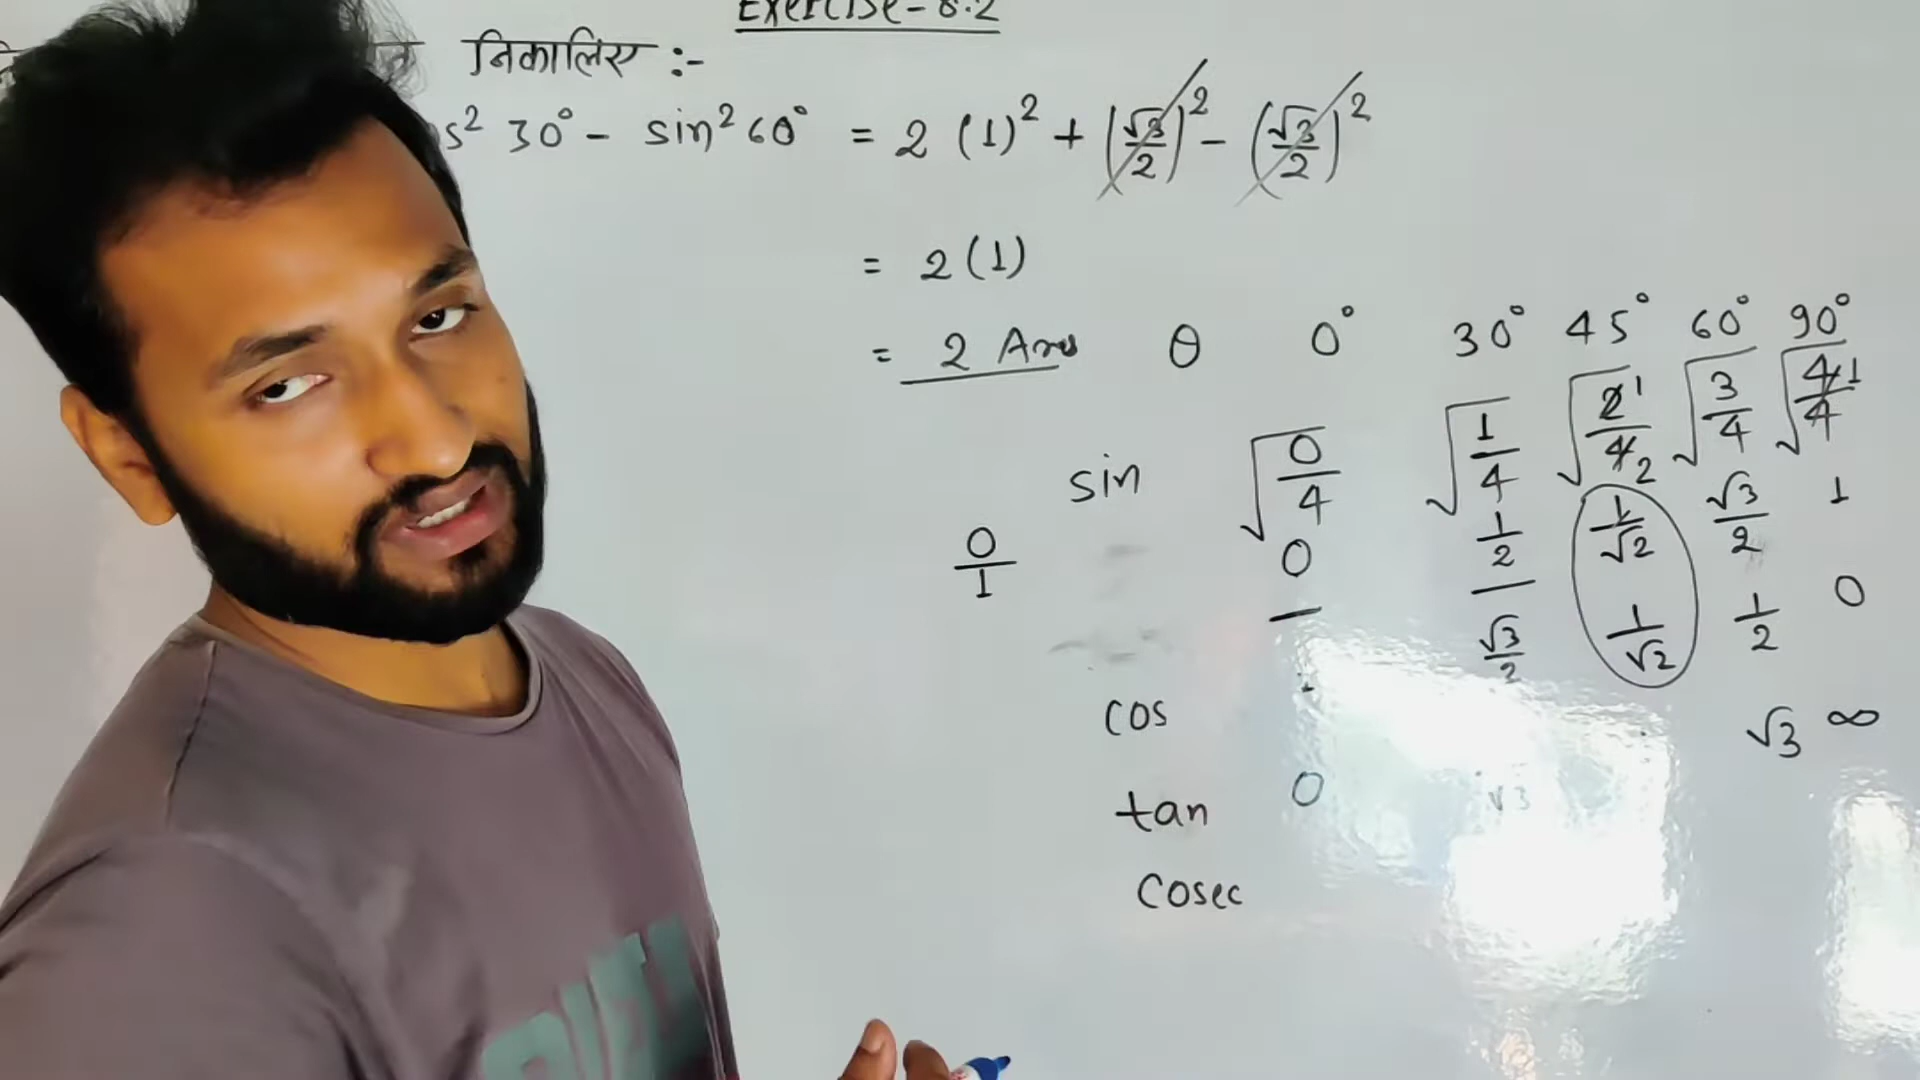 Exercise - 8.2
निकालिए :-
s² 30° - sin² 60° = 2 (1)² + (√3/2)² - (√3/2)²
= 2 (1)
= 2 Ans
θ 0° 30° 45° 60° 90°
sin √0/4 √1/4 √2/4 1 2 √3/4 √4/4 1
0/1 0 1/2 1/√2 √3/2 1
√3/2 1/√2 1/2 0
cos
√3 ∞
tan 0 √3
cosec